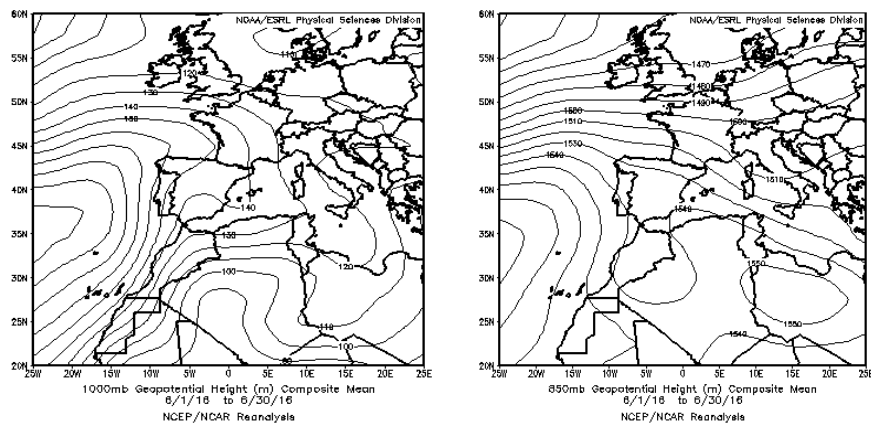 NOAA/ESRL Physical Sciences Division
60N
55N
50N
45N
40N
35N
30N
25N
20N
110
120
130
140
150
140
130
120
100
110
100
25W 20W 15W 10W 5W 0 5E 10E 15E 20E 25E
1000mb Geopotential Height (m) Composite Mean
6/1/16 to 6/30/16
NCEP/NCAR Reanalysis
NOAA/ESRL Physical Sciences Division
60N
55N
50N
45N
40N
35N
30N
25N
20N
1470
1480
1490
1500
1500
1510
1530
1540
1510
1540
1550
1550
1540
25W 20W 15W 10W 5W 0 5E 10E 15E 20E 25E
850mb Geopotential Height (m) Composite Mean
6/1/16 to 6/30/16
NCEP/NCAR Reanalysis